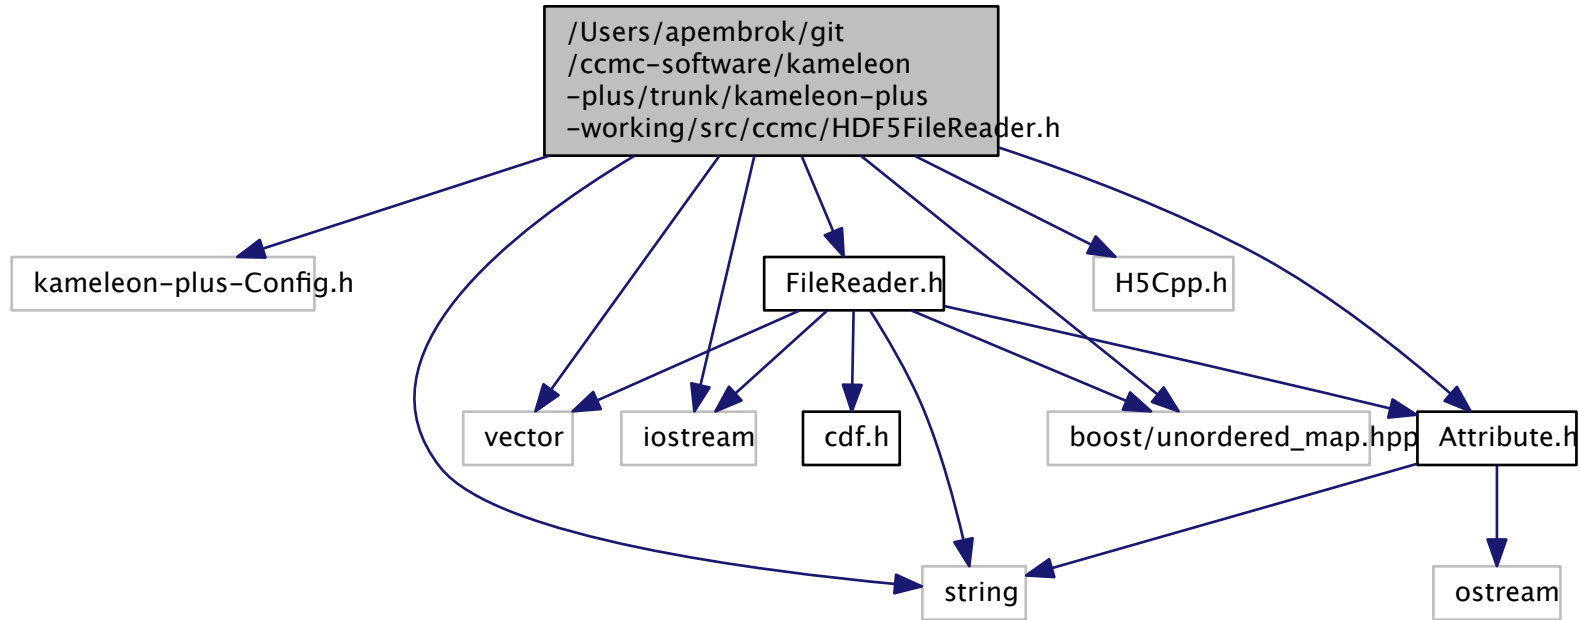 /Users/apembrok/git
/ccmc-software/kameleon
-plus/trunk/kameleon-plus
-working/src/ccmc/HDF5FileReader.h
kameleon-plus-Config.h
FileReader.h
H5Cpp.h
vector
iostream
cdf.h
boost/unordered_map.hpp
Attribute.h
string
ostream